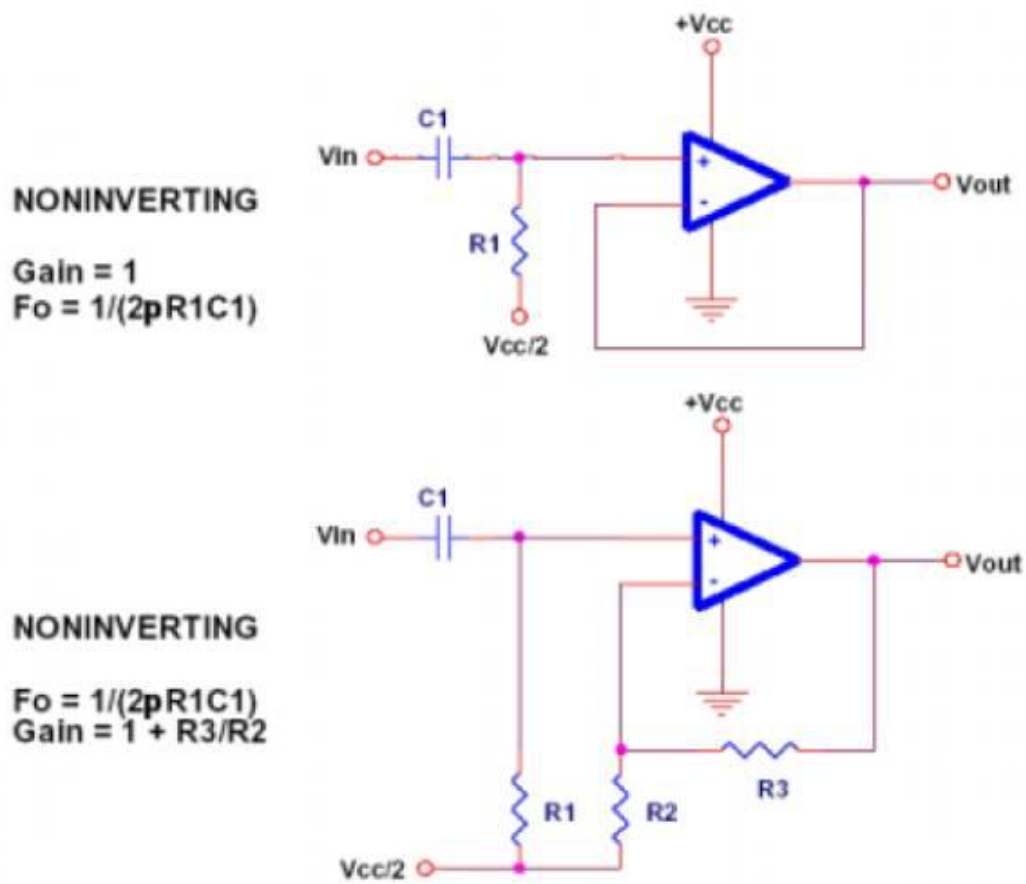 +Vcc
C1
Vin
+
-
Vout
NONINVERTING
R1
Gain = 1
Fo = 1/(2pR1C1)
Vcc/2
+Vcc
C1
Vin
+
-
Vout
NONINVERTING
Fo = 1/(2pR1C1)
Gain = 1 + R3/R2
R3
R1
R2
Vcc/2